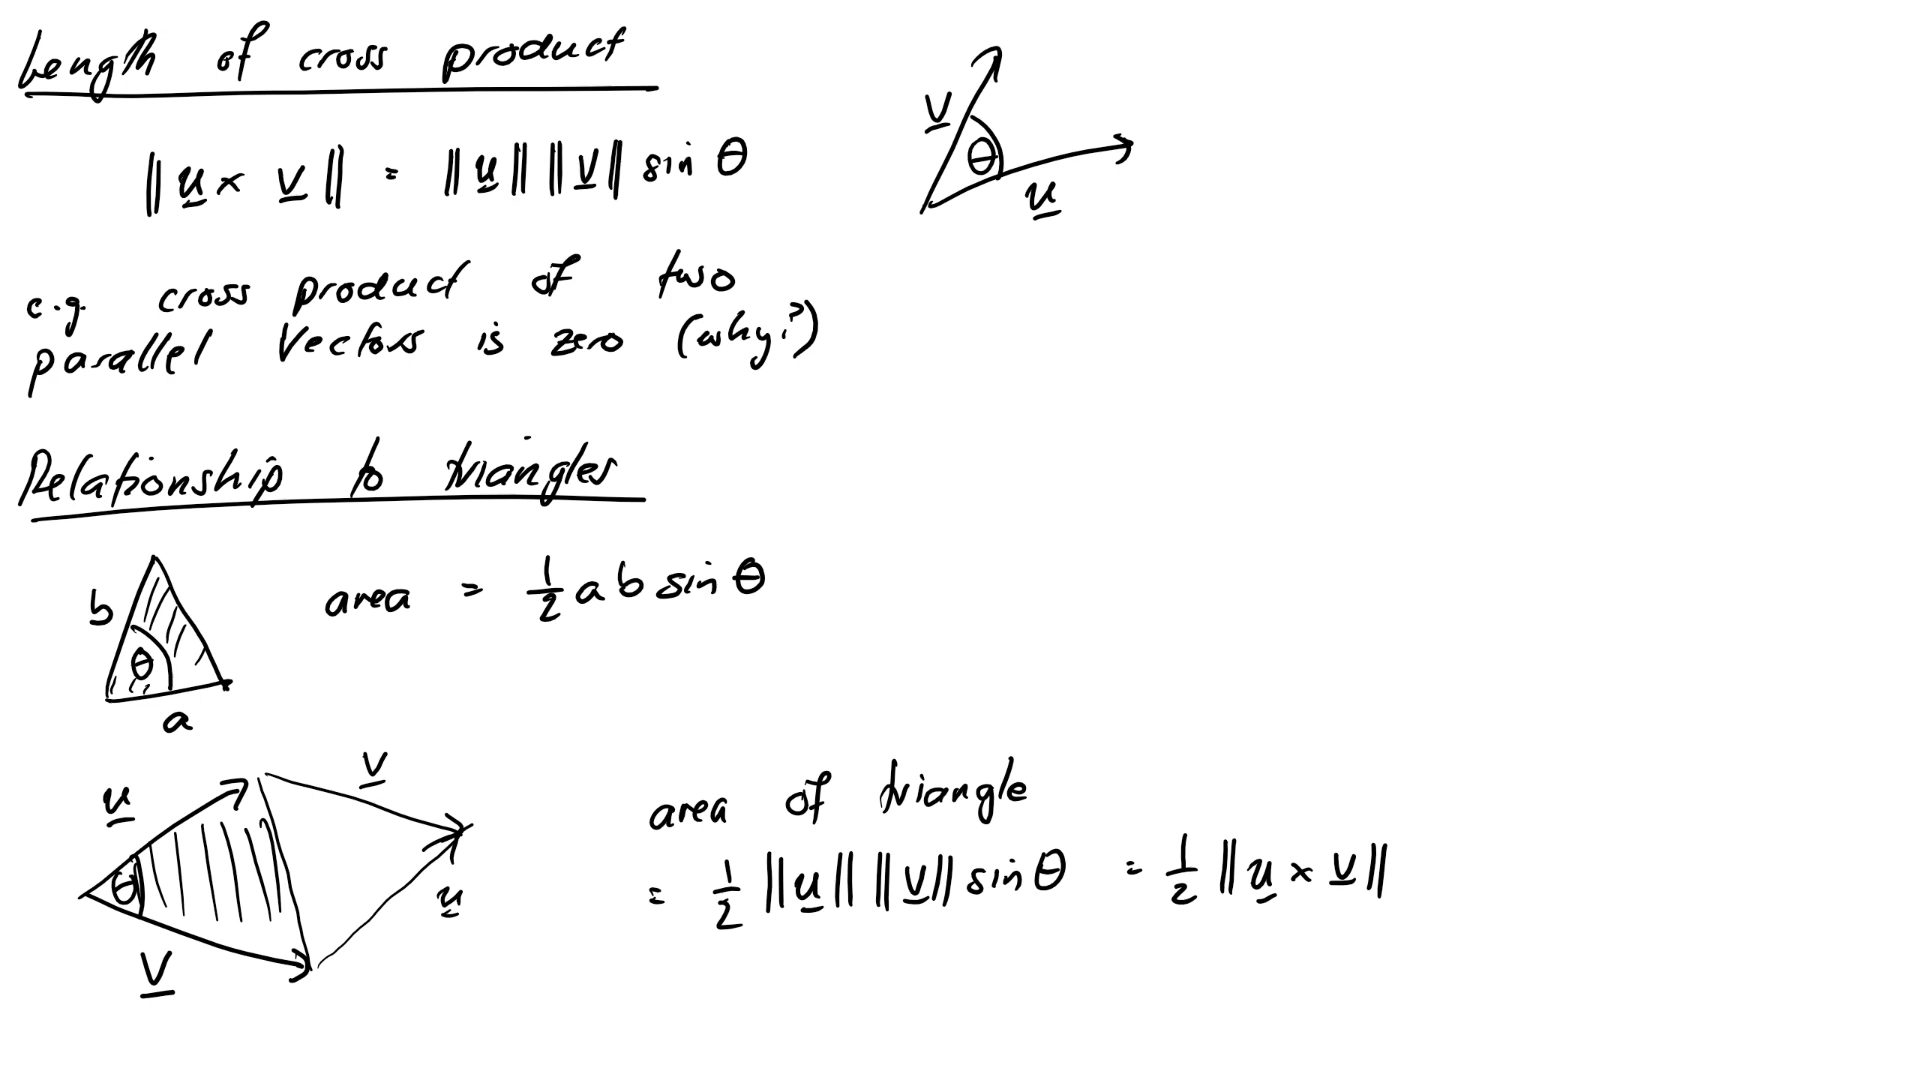 Length of cross product
‖u × v‖ = ‖u‖ ‖v‖ sin θ
v
θ
u
e.g. cross product of two
parallel vectors is zero (why?)
Relationship to triangles
b
θ
a
area = 1/2 a b sin θ
u
v
θ
u
v
area of triangle
= 1/2 ‖u‖ ‖v‖ sin θ = 1/2 ‖u × v‖